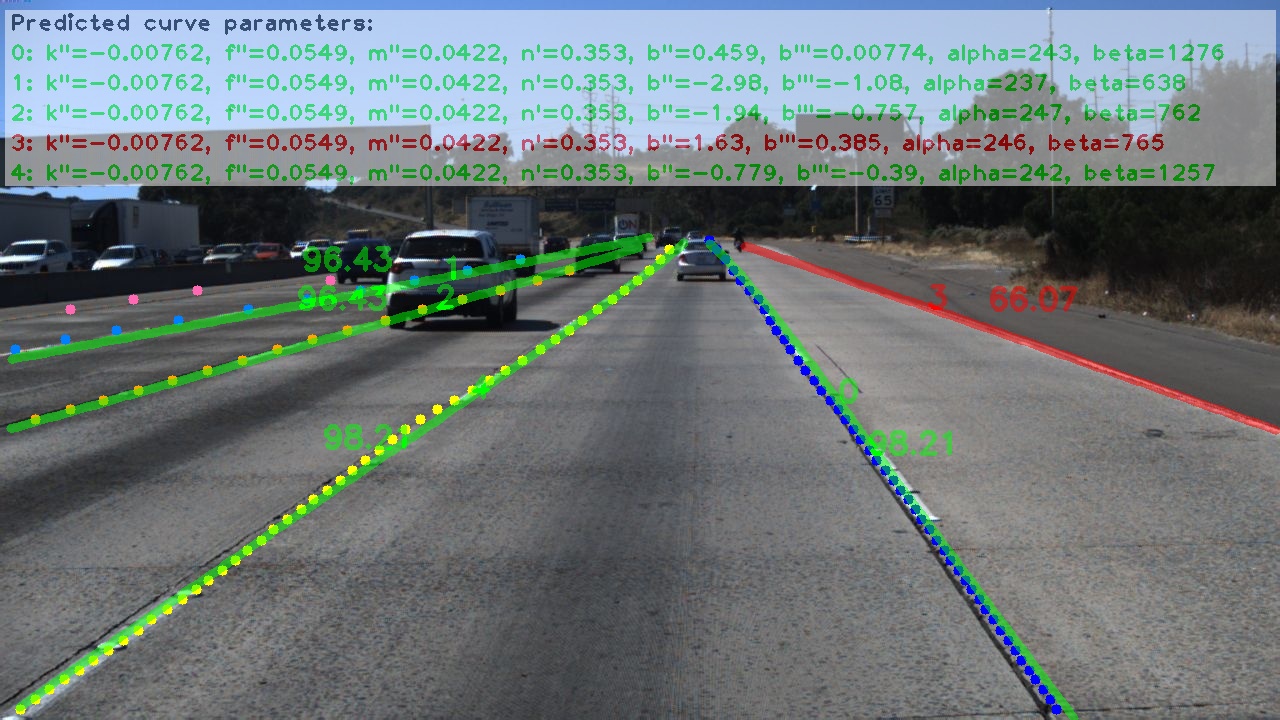 Predicted curve parameters:
0: k''=-0.00762, f''=0.0549, m''=0.0422, n'=0.353, b''=0.459, b'''=0.00774, alpha=243, beta=1276
1: k''=-0.00762, f''=0.0549, m''=0.0422, n'=0.353, b''=-2.98, b'''=-1.08, alpha=237, beta=638
2: k''=-0.00762, f''=0.0549, m''=0.0422, n'=0.353, b''=-1.94, b'''=-0.757, alpha=247, beta=762
3: k''=-0.00762, f''=0.0549, m''=0.0422, n'=0.353, b''=1.63, b'''=0.385, alpha=246, beta=765
4: k''=-0.00762, f''=0.0549, m''=0.0422, n'=0.353, b''=-0.779, b'''=-0.39, alpha=242, beta=1257
65
ON
96.43 1
96.43 2
3 66.07
0
98.21
98.21